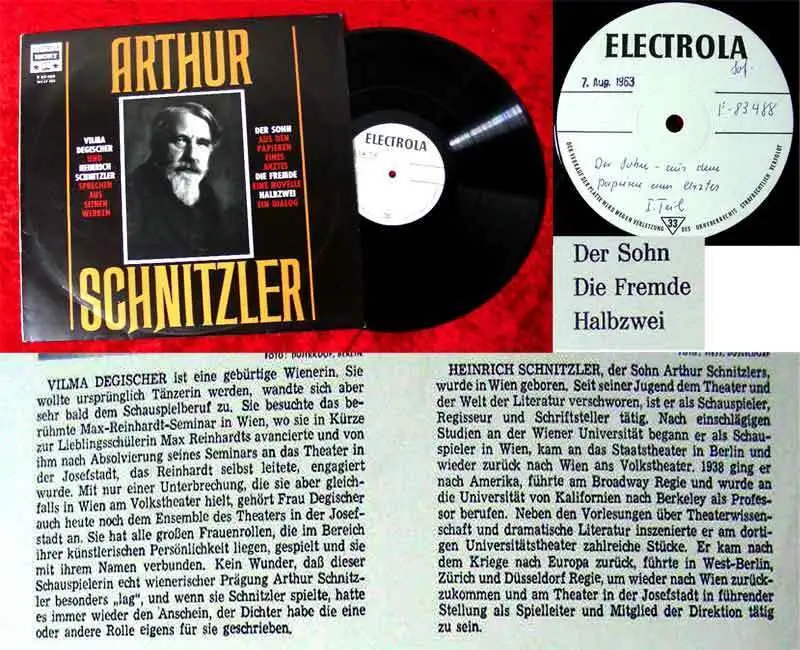 ARTHUR
VILMA
DEGISCHER
UND
HEINRICH
SCHNITZLER
SPRECHEN
AUS
SEINEN
WERKEN
DER SOHN
AUS DEN
PAPIEREN
EINES
ARZTES
DIE FREMDE
EINE NOVELLE
HALBZWEI
EIN DIALOG
SCHNITZLER
ELECTROLA
ELECTROLA
7. Aug. 1963
E-83488
Der Sohn - aus dem
Papieren eines Arztes
I. Teil
33
Der Sohn
Die Fremde
Halbzwei
FOTO: DUHRKOOP, BERLIN
VILMA DEGISCHER ist eine gebürtige Wienerin. Sie
wollte ursprünglich Tänzerin werden, wandte sich aber
sehr bald dem Schauspielberuf zu. Sie besuchte das be-
rühmte Max-Reinhardt-Seminar in Wien, wo sie in Kürze
zur Lieblingsschülerin Max Reinhardts avancierte und von
ihm nach Absolvierung seines Seminars an das Theater in
der Josefstadt, das Reinhardt selbst leitete, engagiert
wurde. Mit nur einer Unterbrechung, die sie aber gleich-
falls in Wien am Volkstheater hielt, gehört Frau Degischer
auch heute noch dem Ensemble des Theaters in der Josef-
stadt an. Sie hat alle großen Frauenrollen, die im Bereich
ihrer künstlerischen Persönlichkeit liegen, gespielt und sie
mit ihrem Namen verbunden. Kein Wunder, daß dieser
Schauspielerin echt wienerischer Prägung Arthur Schnitz-
ler besonders „lag", und wenn sie Schnitzler spielte, hatte
es immer wieder den Anschein, der Dichter habe die eine
oder andere Rolle eigens für sie geschrieben.
HEINRICH SCHNITZLER, der Sohn Arthur Schnitzlers,
wurde in Wien geboren. Seit seiner Jugend dem Theater und
der Welt der Literatur verschworen, ist er als Schauspieler,
Regisseur und Schriftsteller tätig. Nach einschlägigen
Studien an der Wiener Universität begann er als Schau-
spieler in Wien, kam an das Staatstheater in Berlin und
wieder zurück nach Wien ans Volkstheater. 1938 ging er
nach Amerika, führte am Broadway Regie und wurde an
die Universität von Kalifornien nach Berkeley als Profes-
sor berufen. Neben den Vorlesungen über Theaterwissen-
schaft und dramatische Literatur inszenierte er am dorti-
gen Universitätstheater zahlreiche Stücke. Er kam nach
dem Kriege nach Europa zurück, führte in West-Berlin,
Zürich und Düsseldorf Regie, um wieder nach Wien zurück-
zukommen und am Theater in der Josefstadt in führender
Stellung als Spielleiter und Mitglied der Direktion tätig
zu sein.